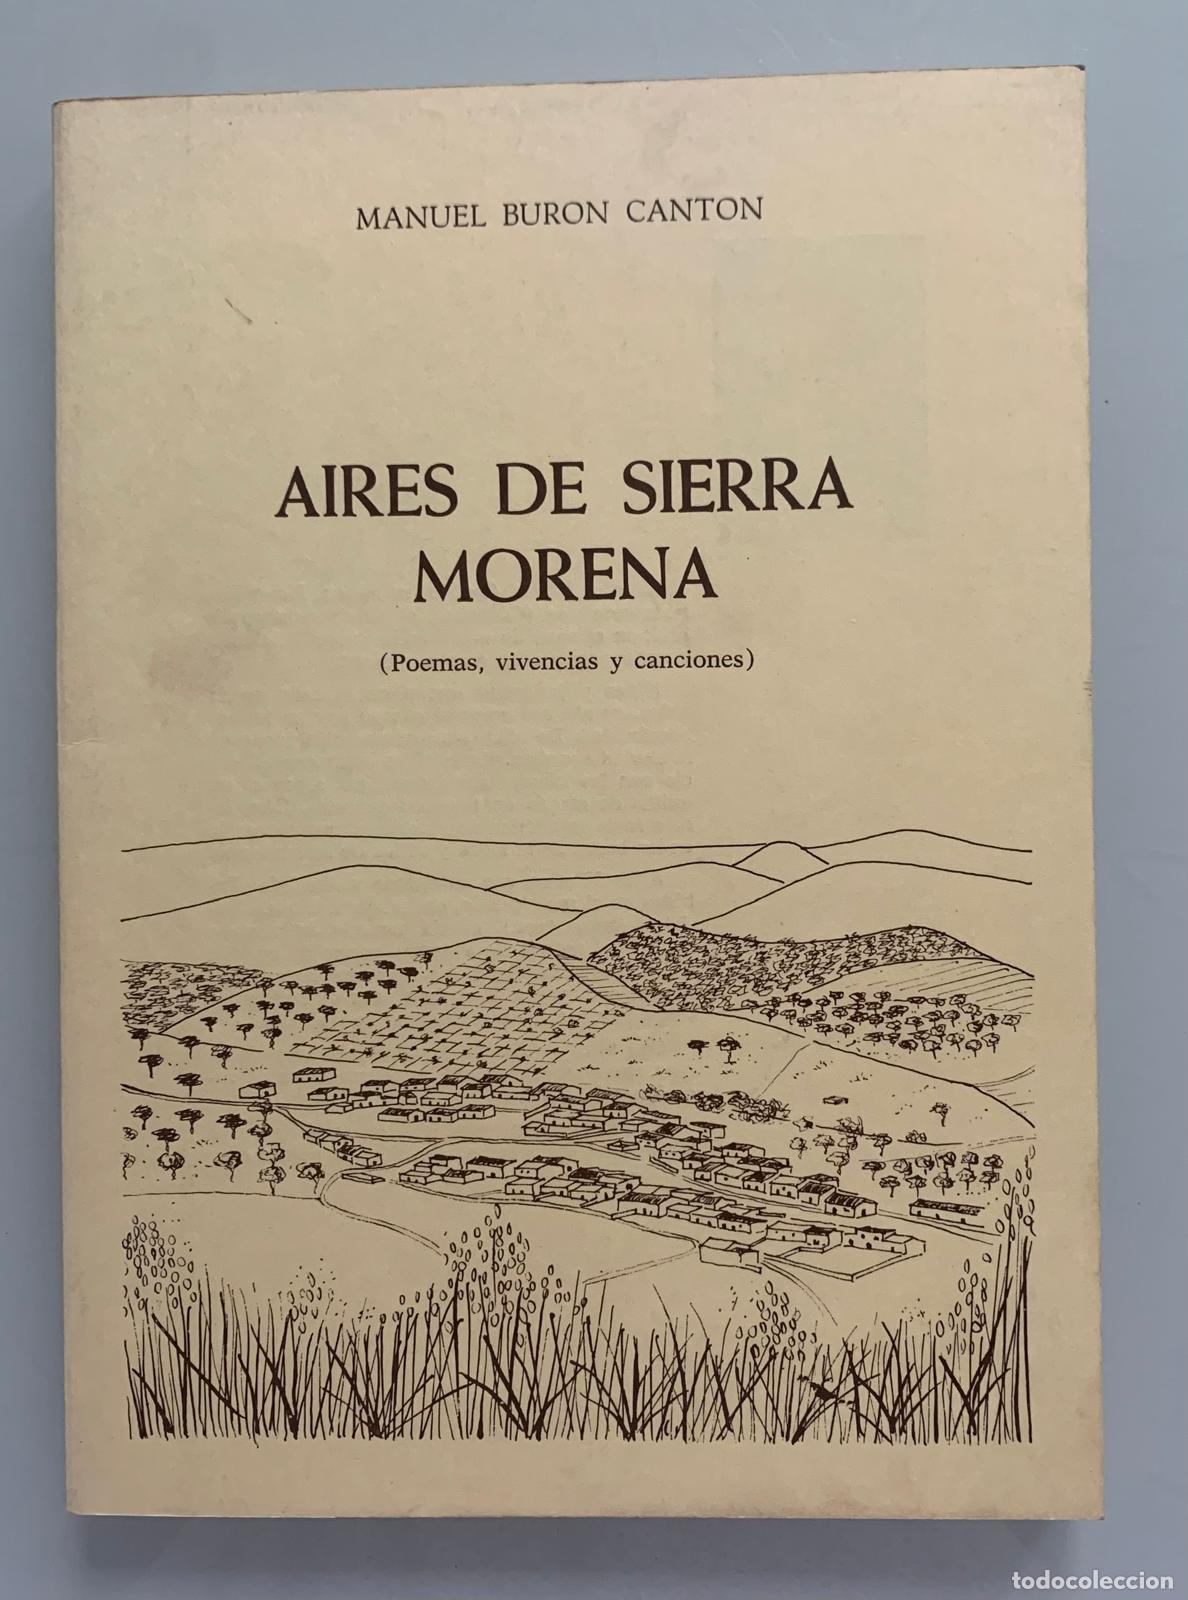 MANUEL BURON CANTON
AIRES DE SIERRA
MORENA
(Poemas, vivencias y canciones)
todocoleccion